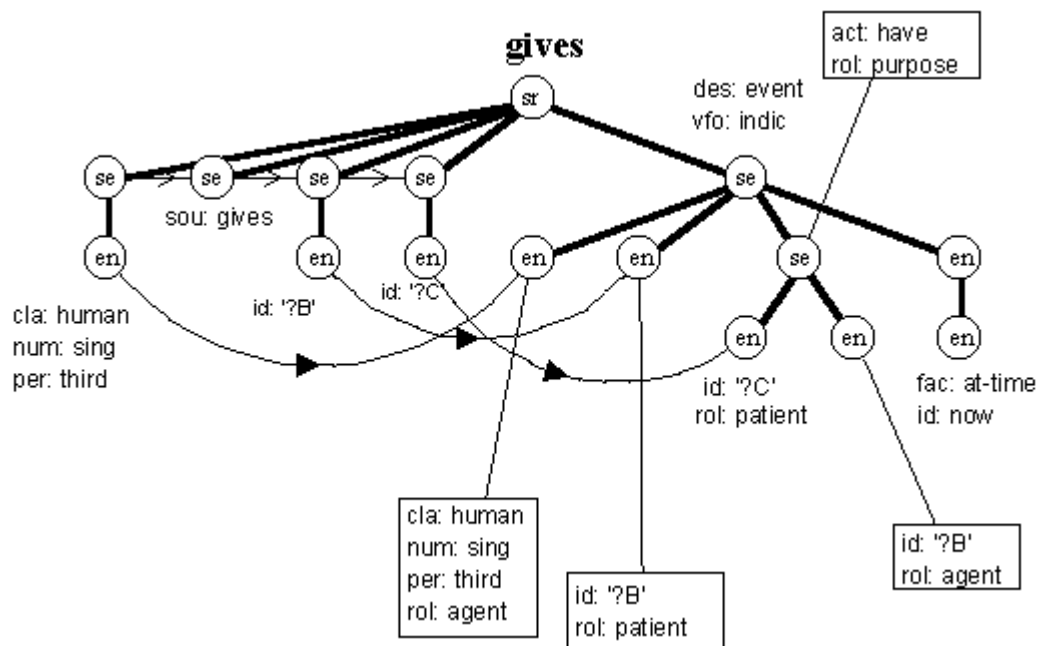 gives
act: have
rol: purpose
des: event
vfo: indic
sr
se
se
se
se
se
sou: gives
en
en
en
en
en
se
en
cla: human
num: sing
per: third
id: '?B'
id: '?C'
en
en
en
id: '?C'
rol: patient
fac: at-time
id: now
cla: human
num: sing
per: third
rol: agent
id: '?B'
rol: patient
id: '?B'
rol: agent